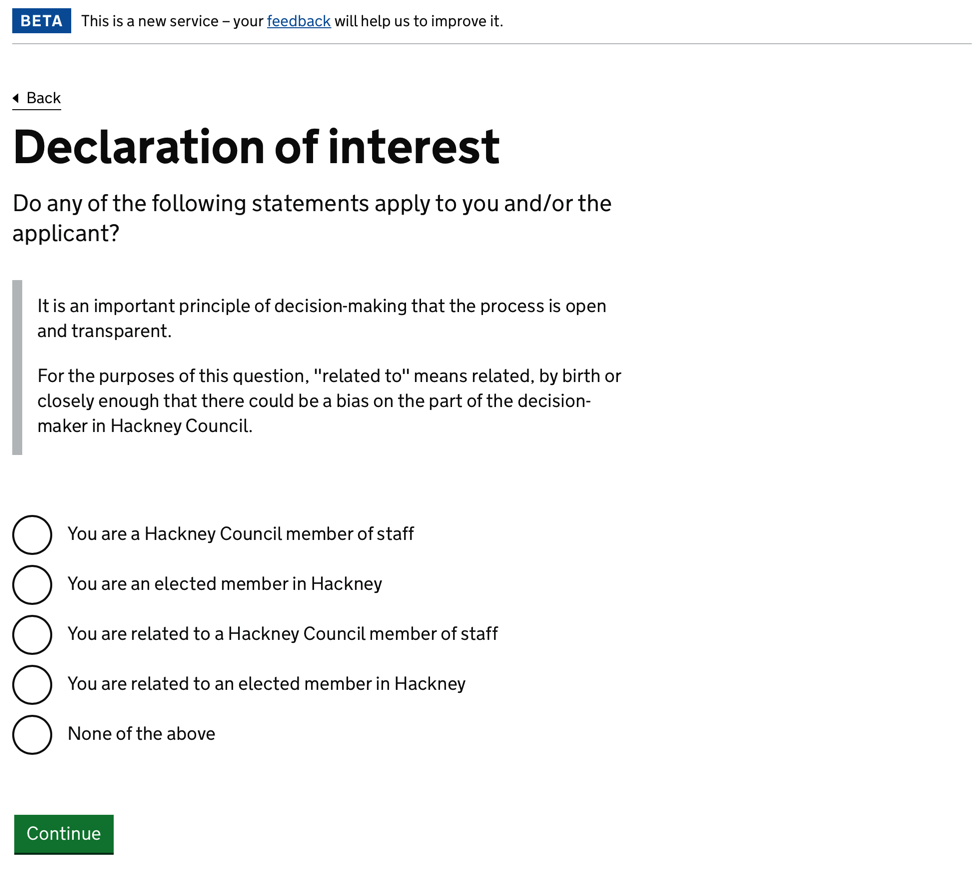 BETA This is a new service – your feedback will help us to improve it.
Back
Declaration of interest
Do any of the following statements apply to you and/or the
applicant?
It is an important principle of decision-making that the process is open
and transparent.
For the purposes of this question, "related to" means related, by birth or
closely enough that there could be a bias on the part of the decision-
maker in Hackney Council.
You are a Hackney Council member of staff
You are an elected member in Hackney
You are related to a Hackney Council member of staff
You are related to an elected member in Hackney
None of the above
Continue